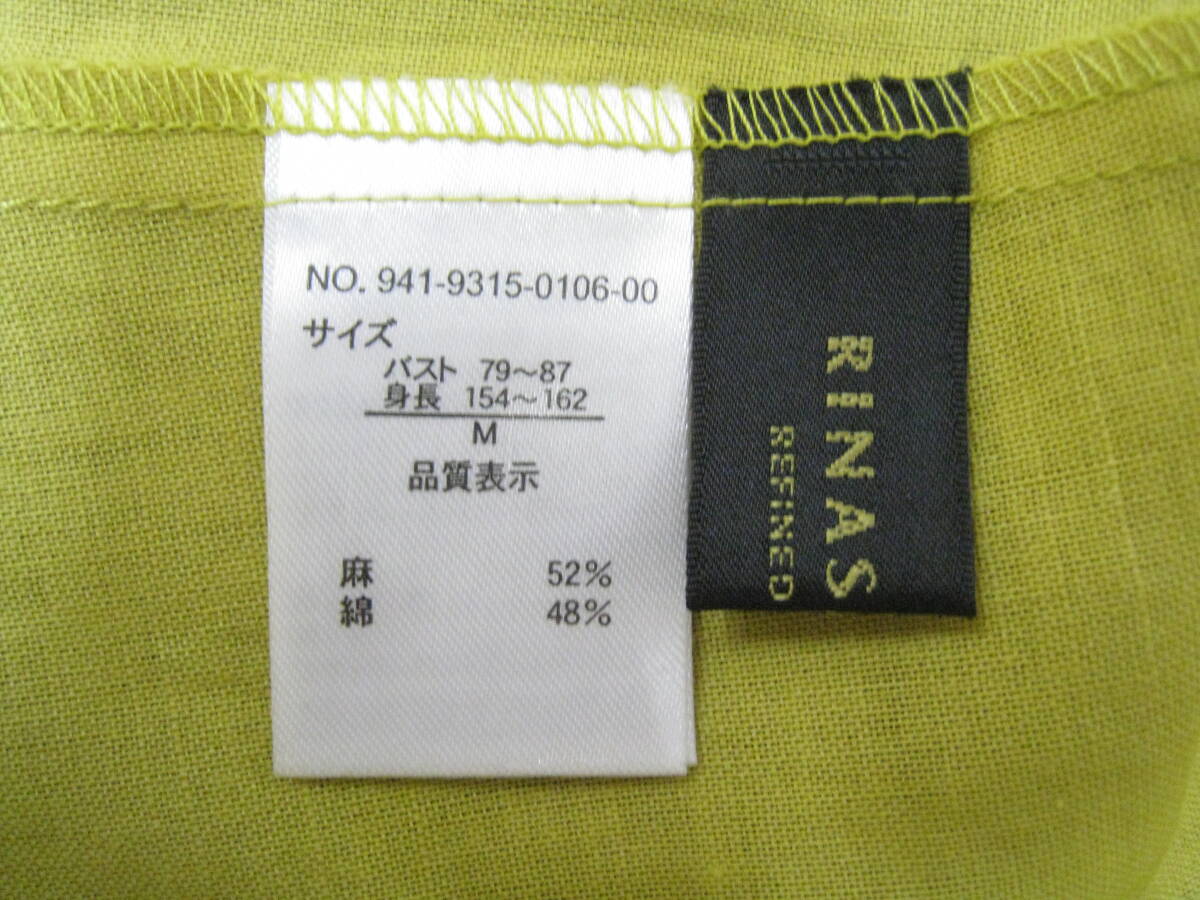 NO. 941-9315-0106-00
サイズ
バスト 79～87
身長 154～162
M
品質表示
麻 52%
綿 48%
RINAS
REFINED